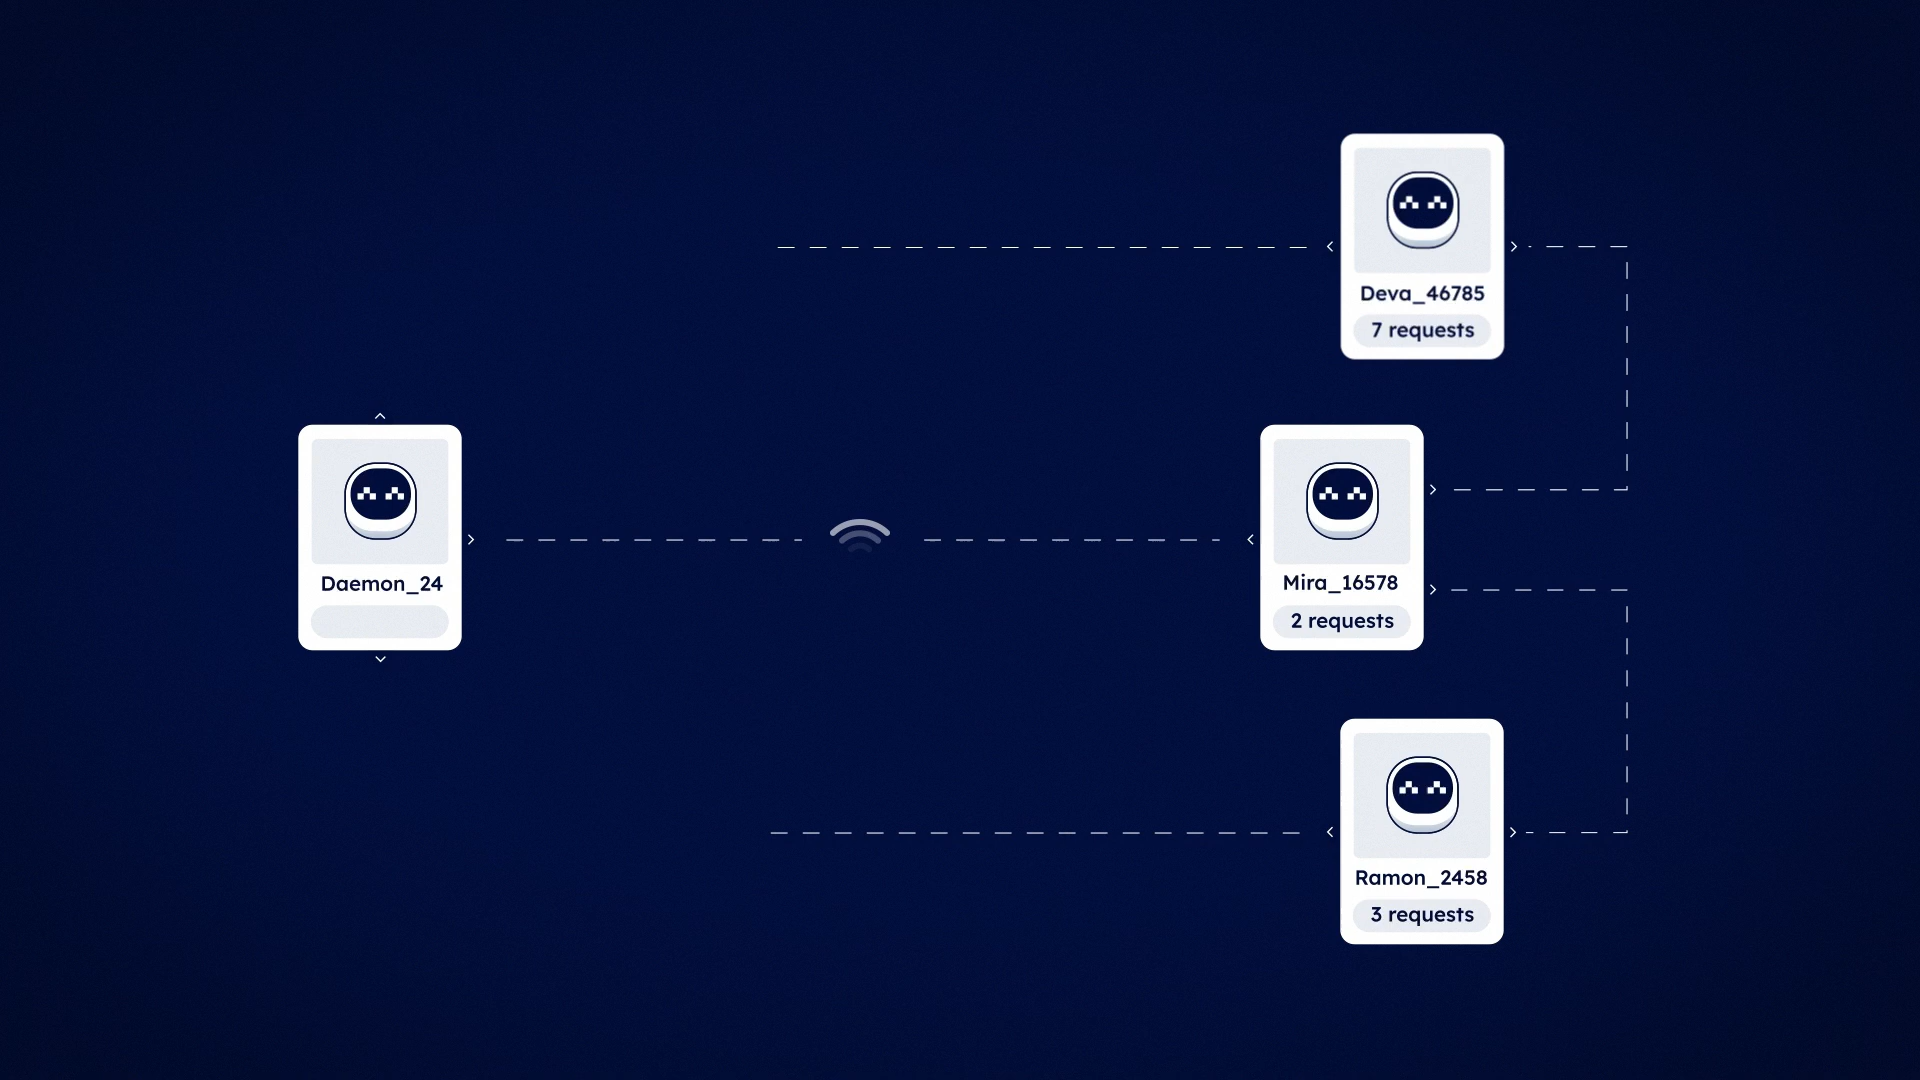 Deva_46785
7 requests
Daemon_24
Mira_16578
2 requests
Ramon_2458
3 requests